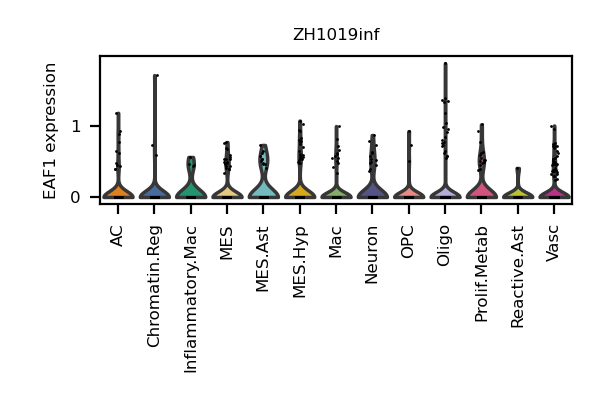 ZH1019inf
EAF1 expression
1
0
AC
Chromatin.Reg
Inflammatory.Mac
MES
MES.Ast
MES.Hyp
Mac
Neuron
OPC
Oligo
Prolif.Metab
Reactive.Ast
Vasc